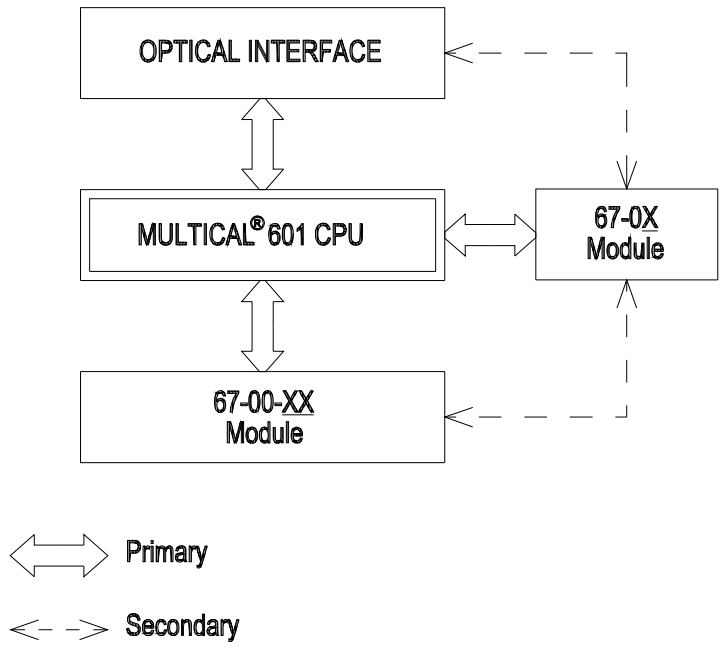 OPTICAL INTERFACE
MULTICAL® 601 CPU
67-0X
Module
67-00-XX
Module
Primary
Secondary